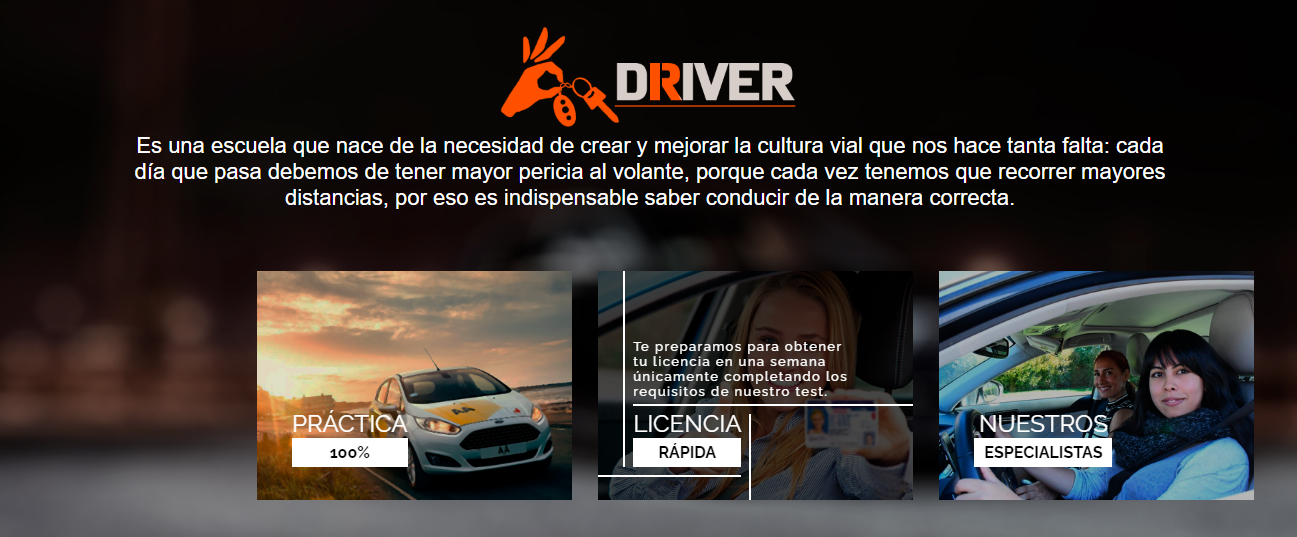 DRIVER
Es una escuela que nace de la necesidad de crear y mejorar la cultura vial que nos hace tanta falta: cada
día que pasa debemos de tener mayor pericia al volante, porque cada vez tenemos que recorrer mayores
distancias, por eso es indispensable saber conducir de la manera correcta.
AA
AA
PRÁCTICA
100%
Te preparamos para obtener
tu licencia en una semana
únicamente completando los
requisitos de nuestro test.
LICENCIA
RÁPIDA
NUESTROS
ESPECIALISTAS